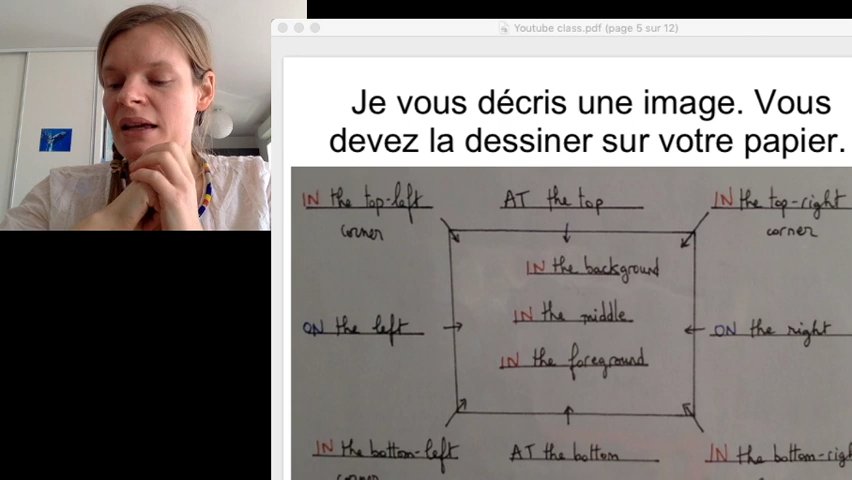 Youtube class.pdf (page 5 sur 12)
Je vous décris une image. Vous
devez la dessiner sur votre papier.
IN the top-left
corner
AT the top
IN the top-right
corner
IN the background
ON the left
IN the middle
ON the right
IN the foreground
IN the bottom-left
corner
AT the bottom
IN the bottom-righ